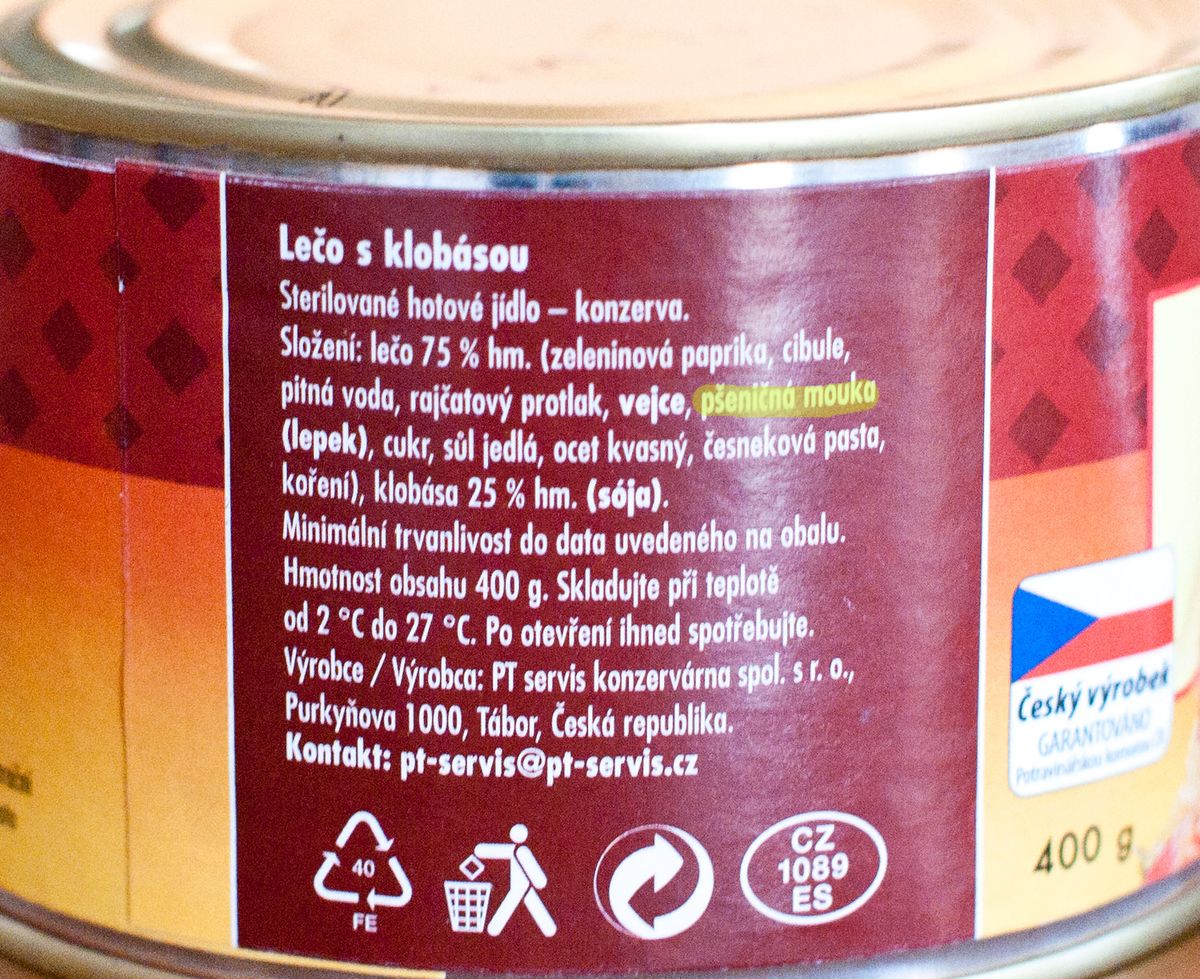 Lečo s klobásou
Sterilované hotové jídlo – konzerva.
Složení: lečo 75 % hm. (zeleninová paprika, cibule,
pitná voda, rajčatový protlak, vejce, pšeničná mouka
(lepek), cukr, sůl jedlá, ocet kvasný, česneková pasta,
koření), klobása 25 % hm. (sója).
Minimální trvanlivost do data uvedeného na obalu.
Hmotnost obsahu 400 g. Skladujte při teplotě
od 2 °C do 27 °C. Po otevření ihned spotřebujte.
Výrobce / Výrobca: PT servis konzervárna spol. s r. o.,
Purkyňova 1000, Tábor, Česká republika.
Kontakt: pt-servis@pt-servis.cz
40
FE
CZ
1089
ES
Český výrobek
GARANTOVÁNO
Potravinářskou komorou ČR
400 g